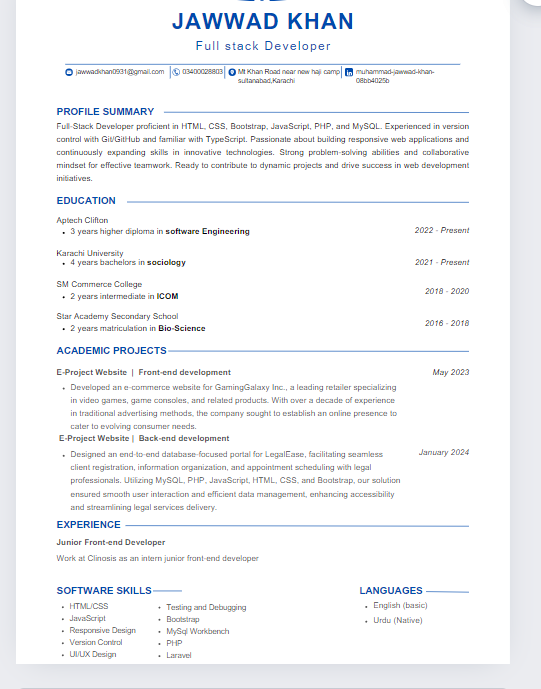 JAWWAD KHAN
Full stack Developer
jawwadkhan0931@gmail.com
03400028803
Mt Khan Road near new haji camp
sultanabad,Karachi
muhammad-jawwad-khan-
08bb4025b
PROFILE SUMMARY
Full-Stack Developer proficient in HTML, CSS, Bootstrap, JavaScript, PHP, and MySQL. Experienced in version
control with Git/GitHub and familiar with TypeScript. Passionate about building responsive web applications and
continuously expanding skills in innovative technologies. Strong problem-solving abilities and collaborative
mindset for effective teamwork. Ready to contribute to dynamic projects and drive success in web development
initiatives.
EDUCATION
Aptech Clifton
• 3 years higher diploma in software Engineering
2022 - Present
Karachi University
• 4 years bachelors in sociology
2021 - Present
SM Commerce College
• 2 years intermediate in ICOM
2018 - 2020
Star Academy Secondary School
• 2 years matriculation in Bio-Science
2016 - 2018
ACADEMIC PROJECTS
E-Project Website | Front-end development
May 2023
• Developed an e-commerce website for GamingGalaxy Inc., a leading retailer specializing
in video games, game consoles, and related products. With over a decade of experience
in traditional advertising methods, the company sought to establish an online presence to
cater to evolving consumer needs.
E-Project Website | Back-end development
January 2024
• Designed an end-to-end database-focused portal for LegalEase, facilitating seamless
client registration, information organization, and appointment scheduling with legal
professionals. Utilizing MySQL, PHP, JavaScript, HTML, CSS, and Bootstrap, our solution
ensured smooth user interaction and efficient data management, enhancing accessibility
and streamlining legal services delivery.
EXPERIENCE
Junior Front-end Developer
Work at Clinosis as an intern junior front-end developer
SOFTWARE SKILLS
• HTML/CSS
• JavaScript
• Responsive Design
• Version Control
• UI/UX Design
• Testing and Debugging
• Bootstrap
• MySql Workbench
• PHP
• Laravel
LANGUAGES
• English (basic)
• Urdu (Native)